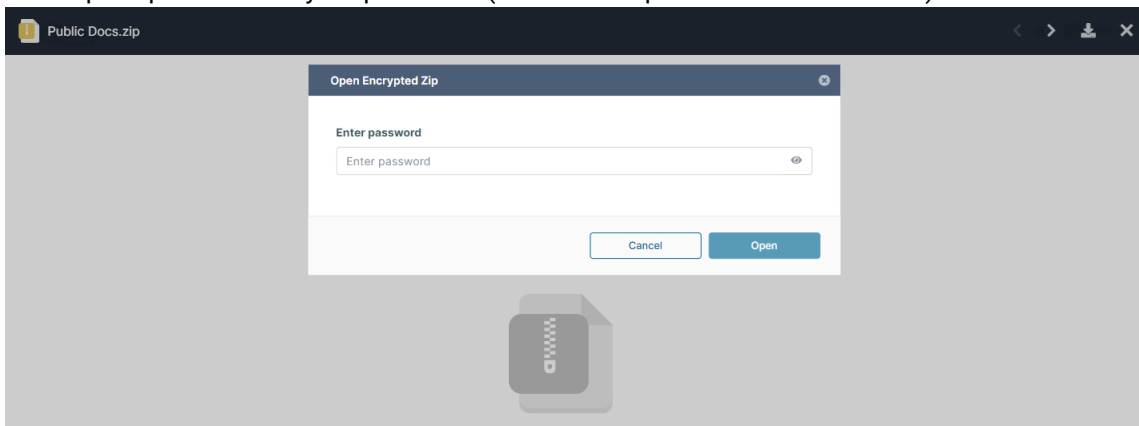 Public Docs.zip
Open Encrypted Zip
Enter password
Enter password
Cancel
Open